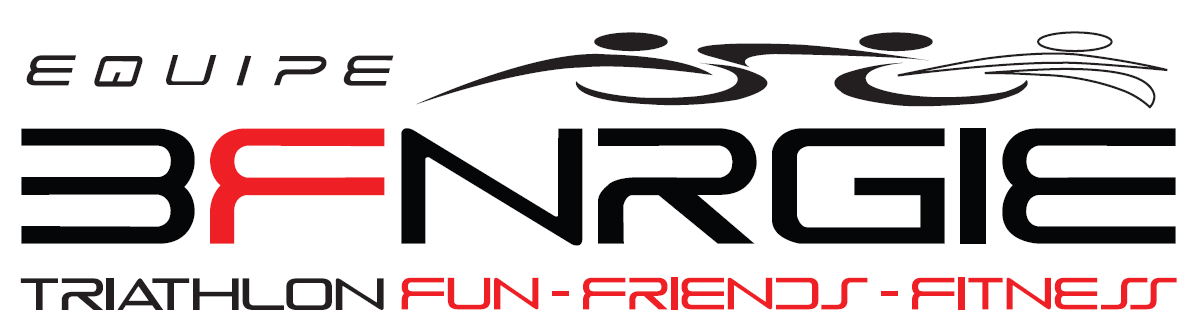 EQUIPE
3FNRGIE
TRIATHLON FUN - FRIENDS - FITNESS